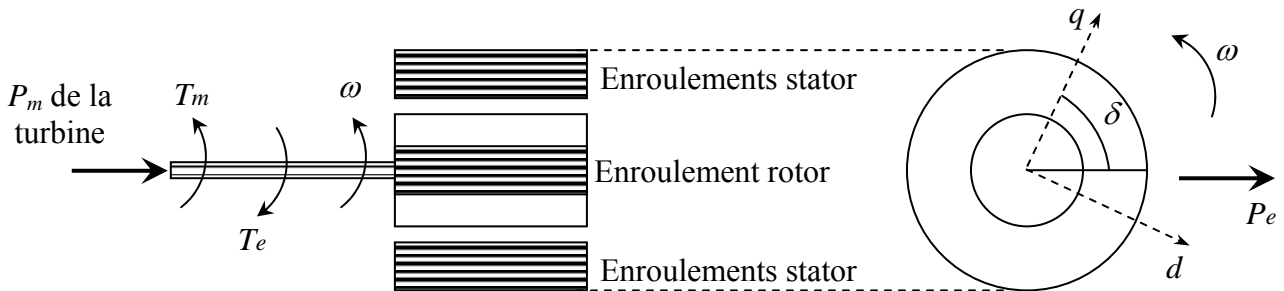 P_m de la
turbine
T_m
T_e
ω
Enroulements stator
Enroulement rotor
Enroulements stator
q
δ
d
ω
P_e